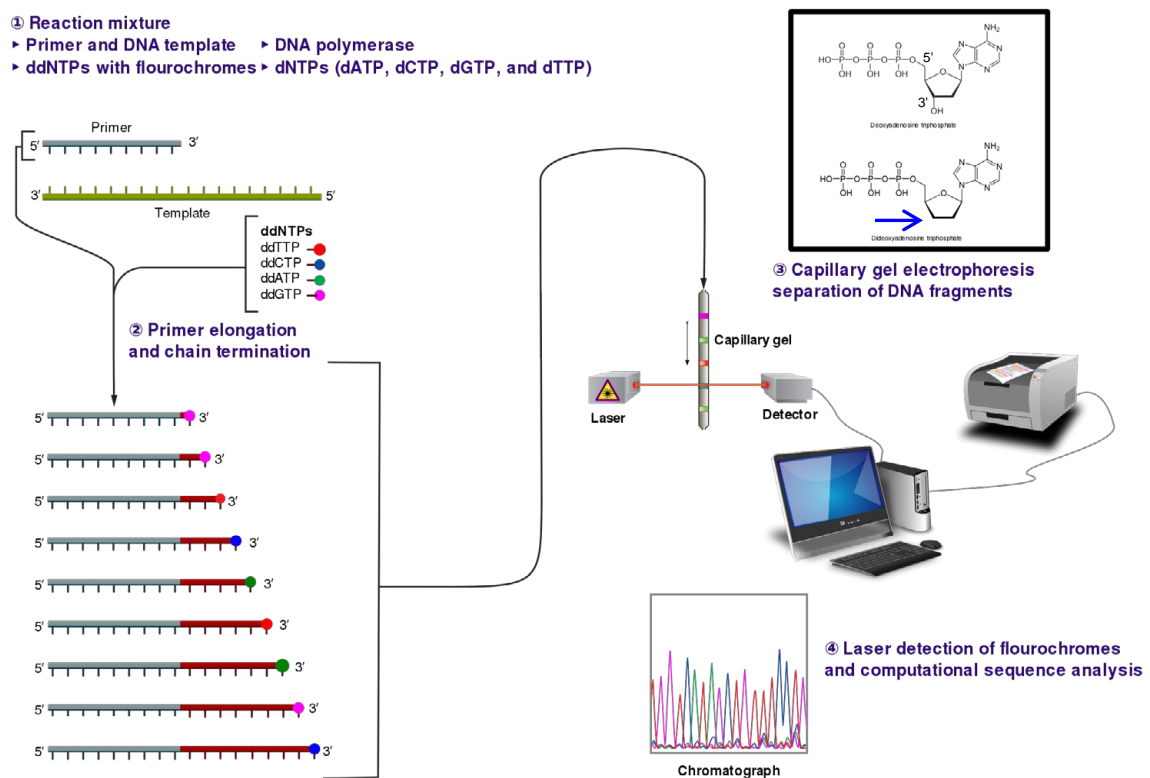 ① Reaction mixture
▸ Primer and DNA template ▸ DNA polymerase
▸ ddNTPs with flourochromes ▸ dNTPs (dATP, dCTP, dGTP, and dTTP)
Primer
5′ 3′
3′ 5′
Template
ddNTPs
ddTTP
ddCTP
ddATP
ddGTP
② Primer elongation
and chain termination
5′ 3′
5′ 3′
5′ 3′
5′ 3′
5′ 3′
5′ 3′
5′ 3′
5′ 3′
5′ 3′
NH₂
N N
N N
O O O
HO P O P O P O
OH OH OH
5′
O
3′
OH
Deoxyadenosine triphosphate
NH₂
N N
N N
O O O
HO P O P O P O
OH OH OH
O
Dideoxyadenosine triphosphate
③ Capillary gel electrophoresis
separation of DNA fragments
Capillary gel
Laser
Detector
④ Laser detection of flourochromes
and computational sequence analysis
Chromatograph